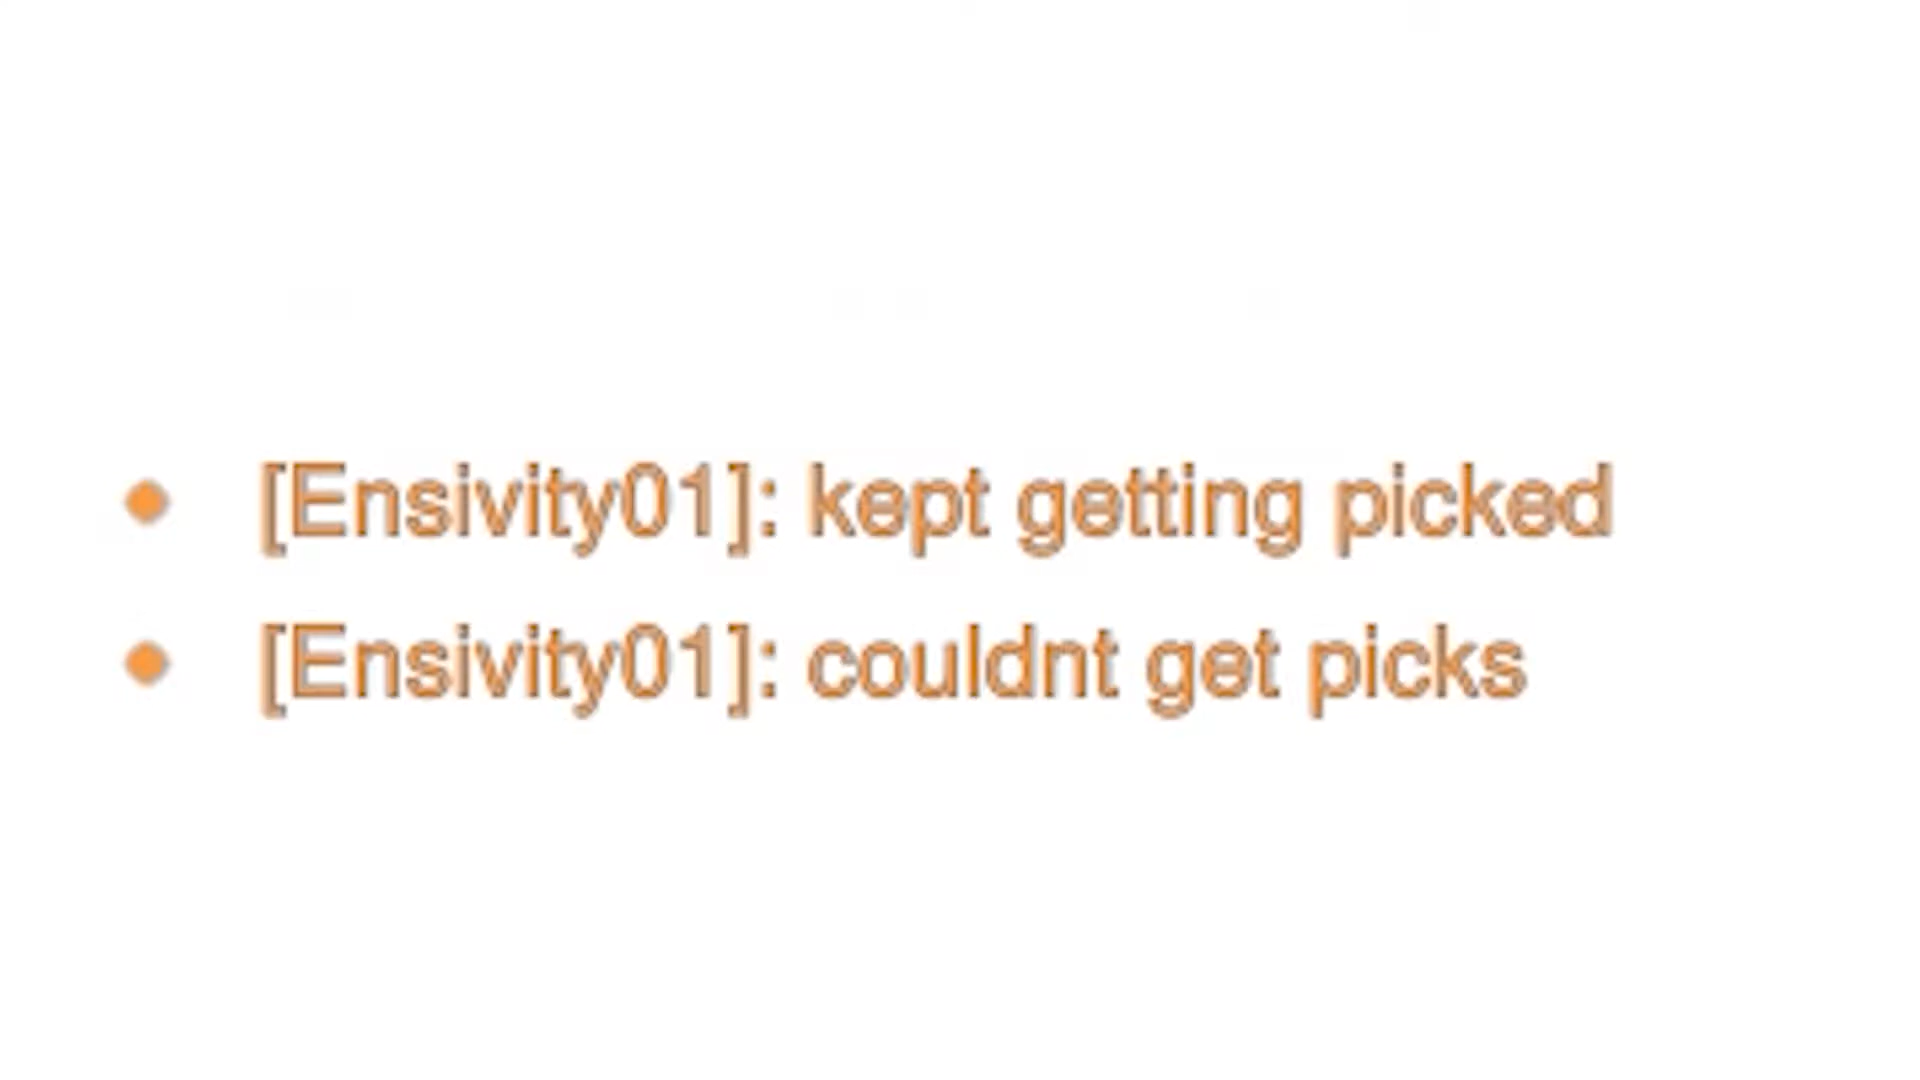 • [Ensivity01]: kept getting picked
• [Ensivity01]: couldnt get picks